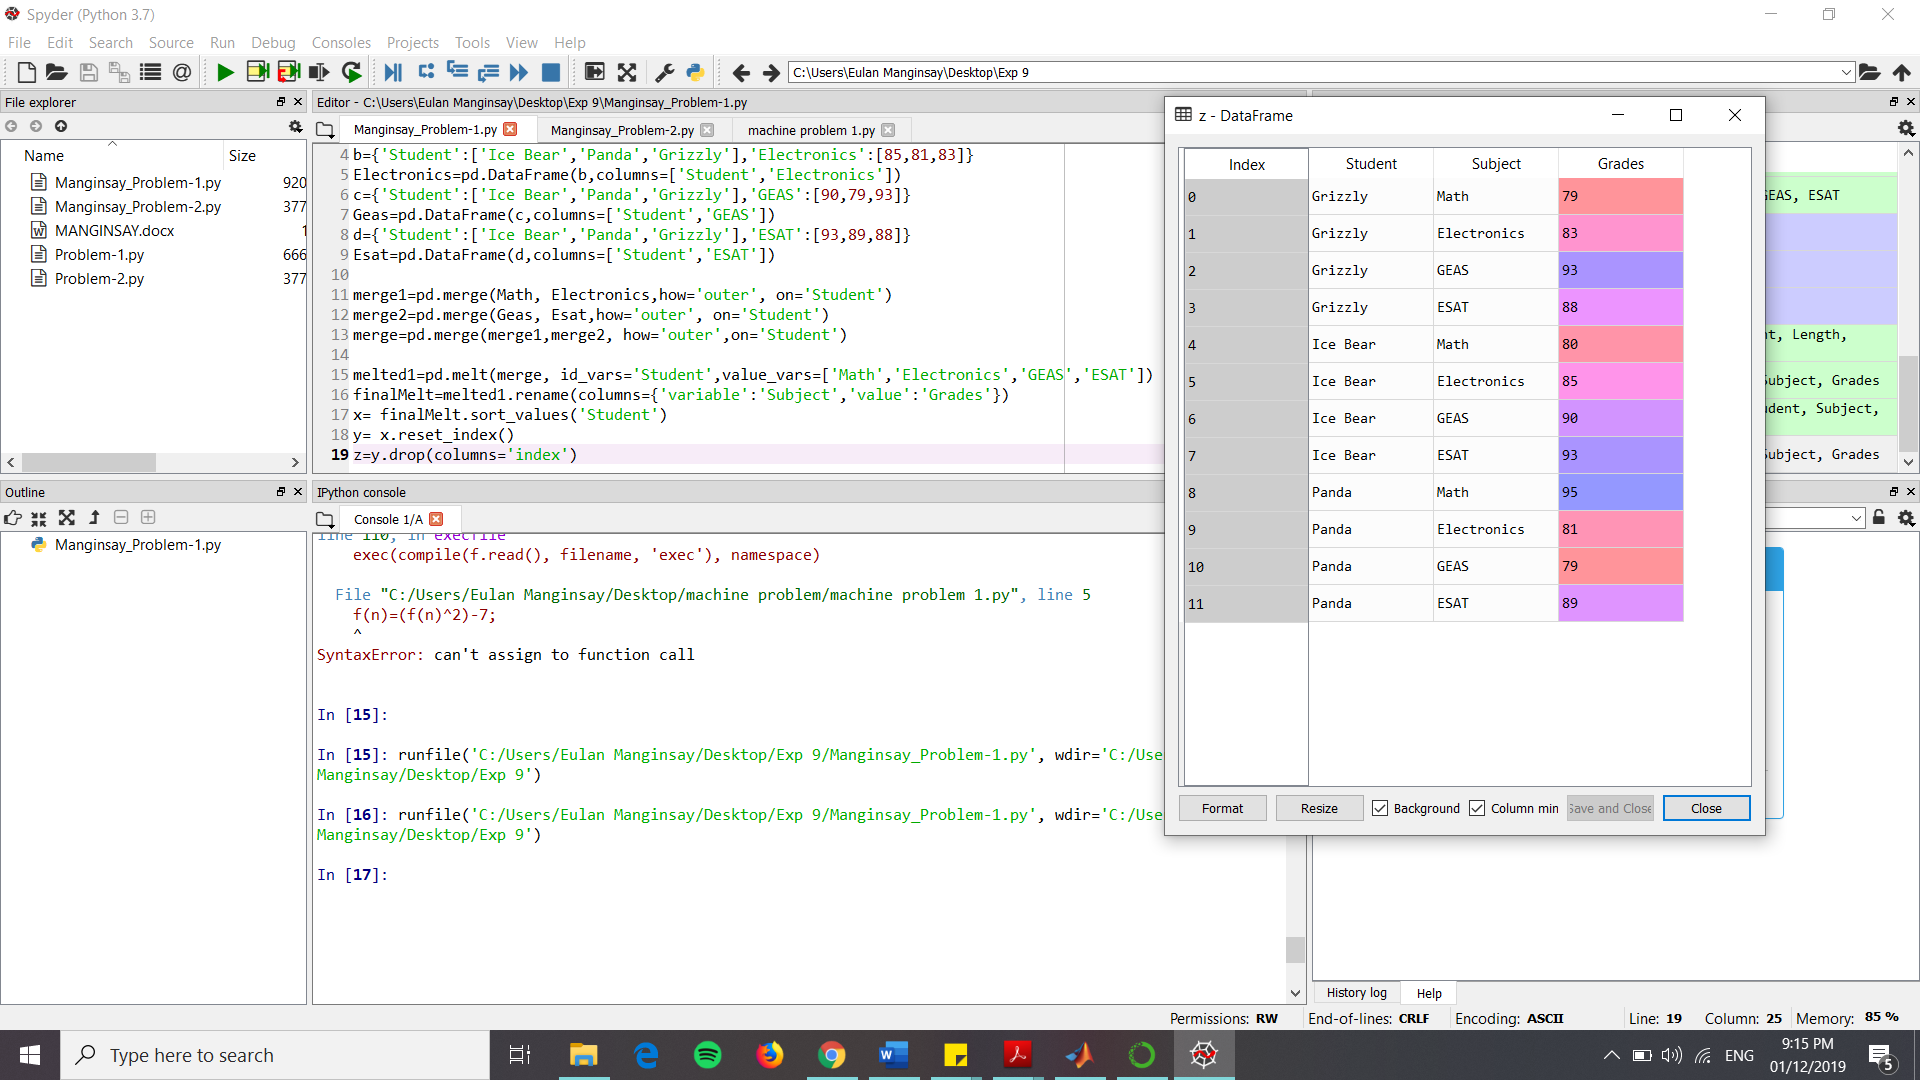 Spyder (Python 3.7)
File Edit Search Source Run Debug Consoles Projects Tools View Help
C:\Users\Eulan Manginsay\Desktop\Exp 9
File explorer
Name Size
Manginsay_Problem-1.py 920
Manginsay_Problem-2.py 377
MANGINSAY.docx 1
Problem-1.py 666
Problem-2.py 377
Outline
Manginsay_Problem-1.py
Editor - C:\Users\Eulan Manginsay\Desktop\Exp 9\Manginsay_Problem-1.py
Manginsay_Problem-1.py Manginsay_Problem-2.py machine problem 1.py
4 b={'Student':['Ice Bear','Panda','Grizzly'],'Electronics':[85,81,83]}
5 Electronics=pd.DataFrame(b,columns=['Student','Electronics'])
6 c={'Student':['Ice Bear','Panda','Grizzly'],'GEAS':[90,79,93]}
7 Geas=pd.DataFrame(c,columns=['Student','GEAS'])
8 d={'Student':['Ice Bear','Panda','Grizzly'],'ESAT':[93,89,88]}
9 Esat=pd.DataFrame(d,columns=['Student','ESAT'])
10
11 merge1=pd.merge(Math, Electronics,how='outer', on='Student')
12 merge2=pd.merge(Geas, Esat,how='outer', on='Student')
13 merge=pd.merge(merge1,merge2, how='outer',on='Student')
14
15 melted1=pd.melt(merge, id_vars='Student',value_vars=['Math','Electronics','GEAS','ESAT'])
16 finalMelt=melted1.rename(columns={'variable':'Subject','value':'Grades'})
17 x= finalMelt.sort_values('Student')
18 y= x.reset_index()
19 z=y.drop(columns='index')
IPython console
Console 1/A
line 110, in execfile
exec(compile(f.read(), filename, 'exec'), namespace)
File "C:/Users/Eulan Manginsay/Desktop/machine problem/machine problem 1.py", line 5
f(n)=(f(n)^2)-7;
^
SyntaxError: can't assign to function call
In [15]:
In [15]: runfile('C:/Users/Eulan Manginsay/Desktop/Exp 9/Manginsay_Problem-1.py', wdir='C:/Use
Manginsay/Desktop/Exp 9')
In [16]: runfile('C:/Users/Eulan Manginsay/Desktop/Exp 9/Manginsay_Problem-1.py', wdir='C:/Use
Manginsay/Desktop/Exp 9')
In [17]:
z - DataFrame
Index Student Subject Grades
0 Grizzly Math 79
1 Grizzly Electronics 83
2 Grizzly GEAS 93
3 Grizzly ESAT 88
4 Ice Bear Math 80
5 Ice Bear Electronics 85
6 Ice Bear GEAS 90
7 Ice Bear ESAT 93
8 Panda Math 95
9 Panda Electronics 81
10 Panda GEAS 79
11 Panda ESAT 89
Format Resize Background Column min Save and Close Close
GEAS, ESAT
nt, Length,
Subject, Grades
udent, Subject,
Subject, Grades
History log Help
Permissions: RW End-of-lines: CRLF Encoding: ASCII Line: 19 Column: 25 Memory: 85 %
Type here to search
ENG
9:15 PM
01/12/2019
5